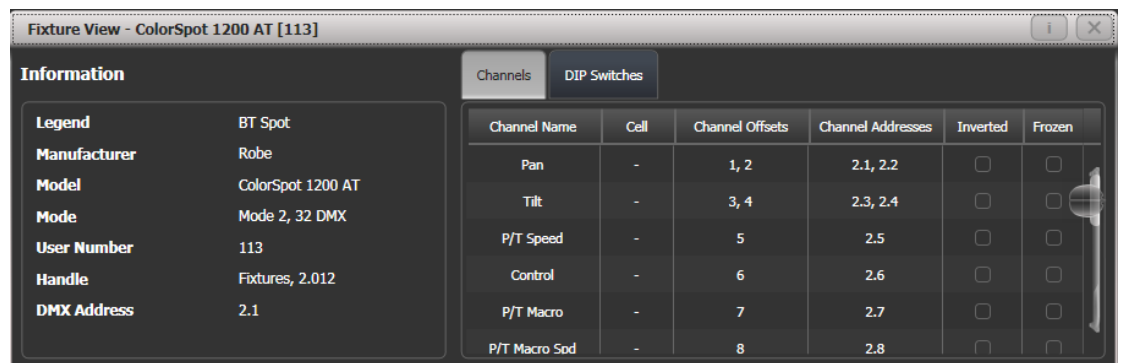 Fixture View - ColorSpot 1200 AT [113] i X
Information
Channels DIP Switches
Legend BT Spot
Manufacturer Robe
Model ColorSpot 1200 AT
Mode Mode 2, 32 DMX
User Number 113
Handle Fixtures, 2.012
DMX Address 2.1
Channel Name Cell Channel Offsets Channel Addresses Inverted Frozen
Pan - 1, 2 2.1, 2.2
Tilt - 3, 4 2.3, 2.4
P/T Speed - 5 2.5
Control - 6 2.6
P/T Macro - 7 2.7
P/T Macro Spd - 8 2.8